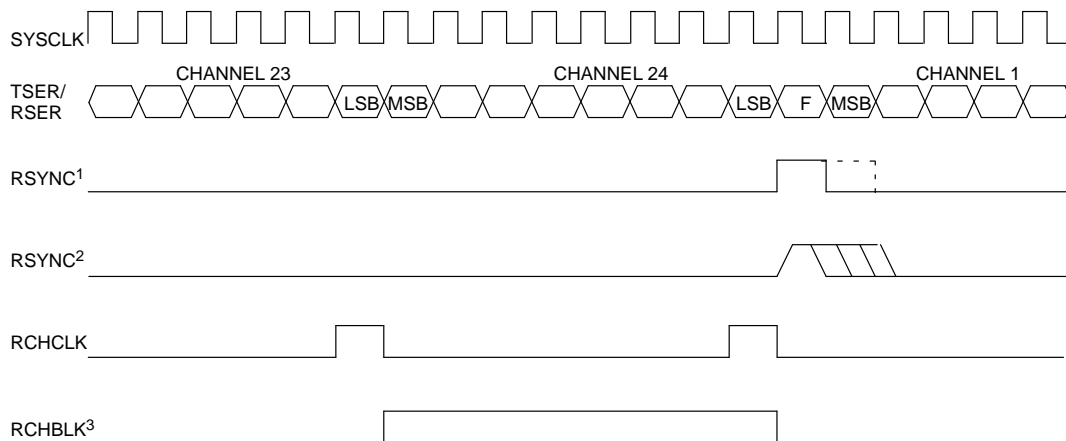 SYSCLK
CHANNEL 23 CHANNEL 24 CHANNEL 1
TSER/
RSER
LSB MSB LSB F MSB
RSYNC1
RSYNC2
RCHCLK
RCHBLK3